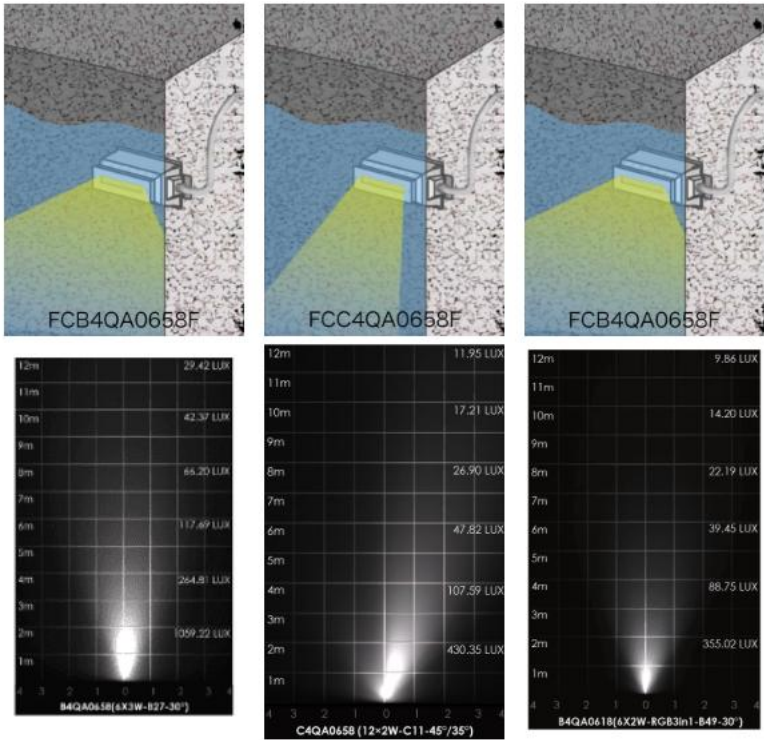 FCB4QA0658F
FCC4QA0658F
FCB4QA0658F
12m 29.42 LUX
11m
10m 42.37 LUX
9m
8m 66.20 LUX
7m
6m 117.69 LUX
5m
4m 264.81 LUX
3m
2m 1059.22 LUX
1m
4 3 2 1 0 1 2 3 4
B4QA0658(6X3W-B27-30°)
12m 11.95 LUX
11m
10m 17.21 LUX
9m
8m 26.90 LUX
7m
6m 47.82 LUX
5m
4m 107.59 LUX
3m
2m 430.35 LUX
1m
4 3 2 1 0 1 2 3 4
C4QA0658 (12×2W-C11-45°/35°)
12m 9.86 LUX
11m
10m 14.20 LUX
9m
8m 22.19 LUX
7m
6m 39.45 LUX
5m
4m 88.75 LUX
3m
2m 355.02 LUX
1m
4 3 2 1 0 1 2 3 4
B4QA0618(6X2W-RGB3In1-B49-30°)